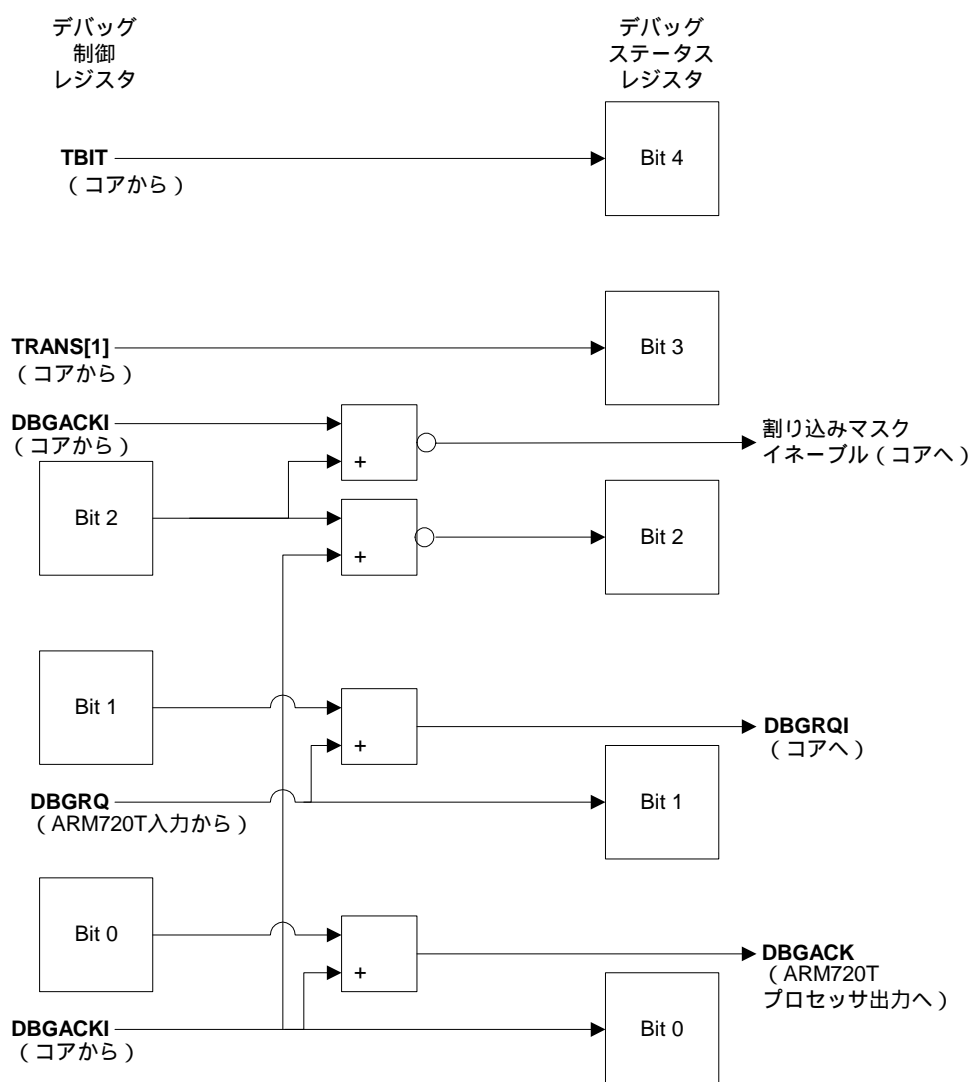 デバッグ
制御
レジスタ
デバッグ
ステータス
レジスタ
TBIT
（コアから）
Bit 4
TRANS[1]
（コアから）
Bit 3
DBGACKI
（コアから）
+
割り込みマスク
イネーブル（コアへ）
Bit 2
+
Bit 2
Bit 1
+
DBGRQI
（コアへ）
DBGRQ
（ARM720T入力から）
Bit 1
Bit 0
+
DBGACK
（ARM720T
プロセッサ出力へ）
DBGACKI
（コアから）
Bit 0